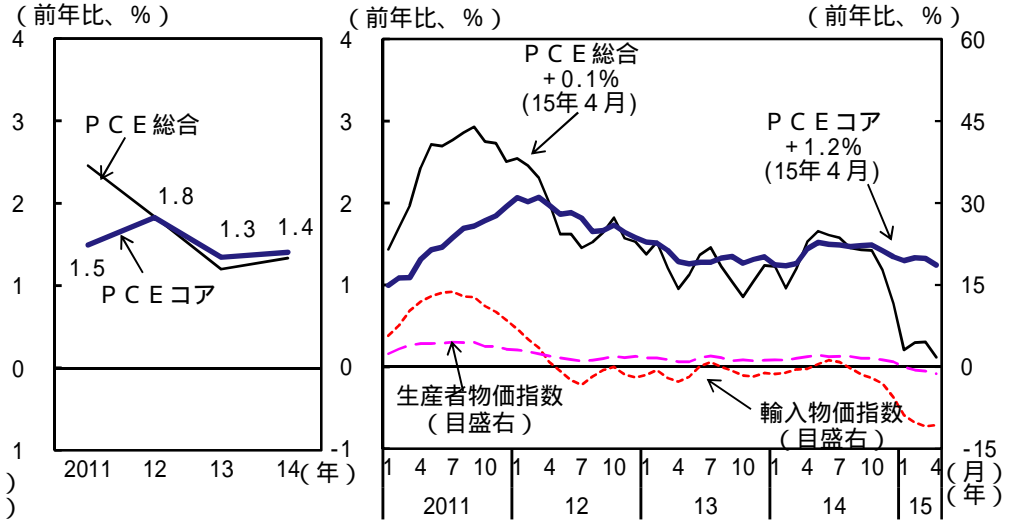 (前年比、%)
4
3
2
1
0
1
PCE総合
1.8
1.5
1.3
1.4
PCEコア
2011
12
13
14
(年)
)
)
(前年比、%)
(前年比、%)
4
3
2
1
0
-1
60
45
30
15
0
-15
PCE総合
+0.1%
(15年4月)
PCEコア
+1.2%
(15年4月)
生産者物価指数
(目盛右)
輸入物価指数
(目盛右)
1 4 7 10 1 4 7 10 1 4 7 10 1 4 7 10 1 4 (月)
2011 12 13 14 15 (年)